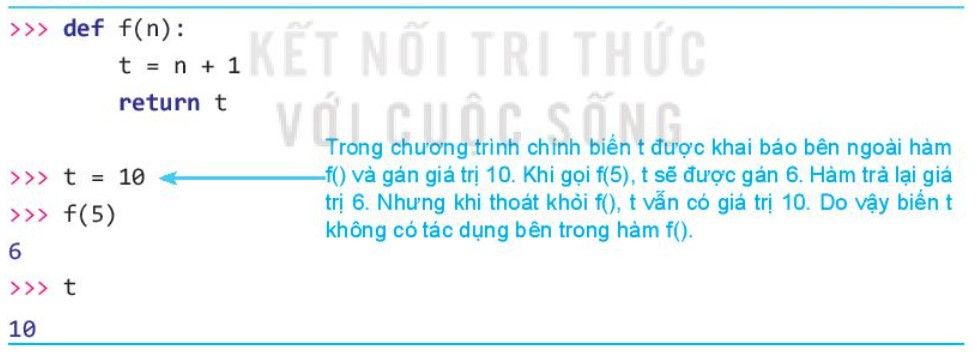 >>> def f(n):
        t = n + 1
        return t
KẾT NỐI TRI THỨC
VỚI CUỘC SỐNG
>>> t = 10
Trong chương trình chính biến t được khai báo bên ngoài hàm
f() và gán giá trị 10. Khi gọi f(5), t sẽ được gán 6. Hàm trả lại giá
trị 6. Nhưng khi thoát khỏi f(), t vẫn có giá trị 10. Do vậy biến t
không có tác dụng bên trong hàm f().
>>> f(5)
6
>>> t
10